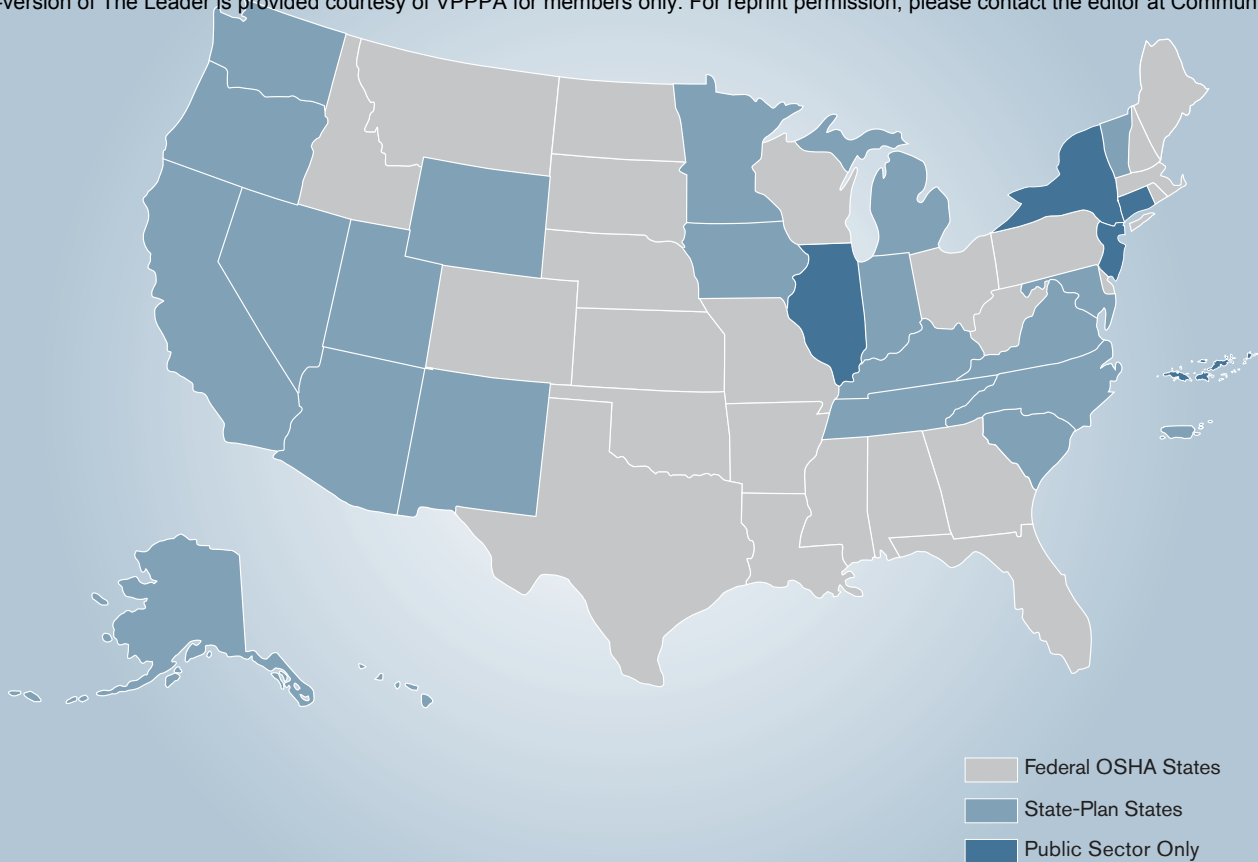 -version of The Leader is provided courtesy of VPPPA for members only. For reprint permission, please contact the editor at Commun
Federal OSHA States
State-Plan States
Public Sector Only